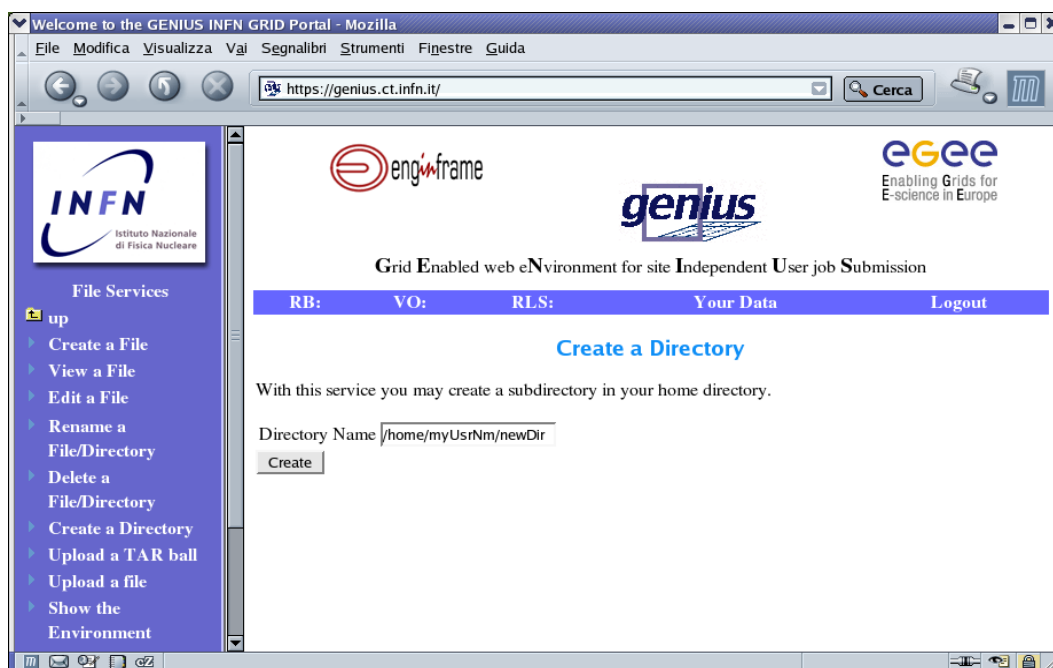 Welcome to the GENIUS INFN GRID Portal - Mozilla
File Modifica Visualizza Vai Segnalibri Strumenti Finestre Guida
https://genius.ct.infn.it/ Cerca
INFN
Istituto Nazionale
di Fisica Nucleare
File Services
up
Create a File
View a File
Edit a File
Rename a
File/Directory
Delete a
File/Directory
Create a Directory
Upload a TAR ball
Upload a file
Show the
Environment
enginframe
genius
eGee
Enabling Grids for
E-science in Europe
Grid Enabled web eNvironment for site Independent User job Submission
RB: VO: RLS: Your Data Logout
Create a Directory
With this service you may create a subdirectory in your home directory.
Directory Name /home/myUsrNm/newDir
Create